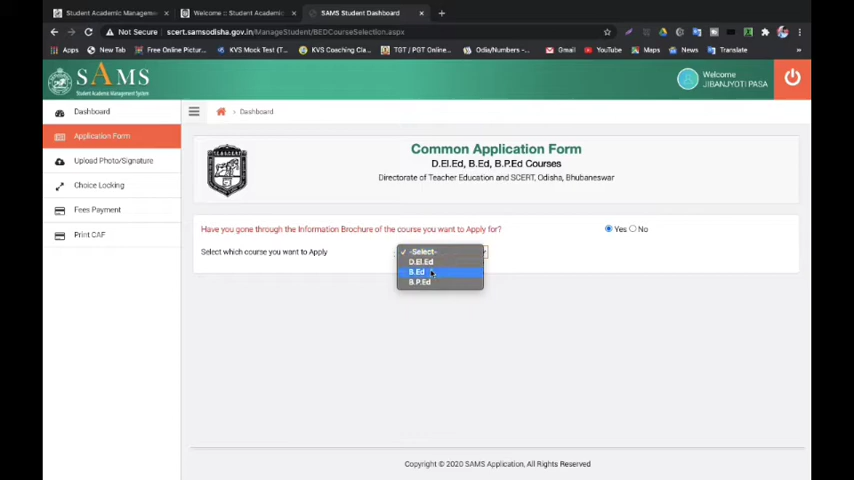 Student Academic Manageme
Welcome :: Student Academic
SAMS Student Dashboard
Not Secure
scert.samsodisha.gov.in/ManageStudent/BEDCourseSelection.aspx
Apps
New Tab
Free Online Pictur...
KVS Mock Test (T...
KVS Coaching Cla...
TGT / PGT Online...
Odia/Numbers -...
Gmail
YouTube
Maps
News
Translate
SAMS
Student Academic Management System
Welcome
JIBANJYOTI PASA
Dashboard
Dashboard
Application Form
Upload Photo/Signature
Choice Locking
Fees Payment
Print CAF
Common Application Form
D.El.Ed, B.Ed, B.P.Ed Courses
Directorate of Teacher Education and SCERT, Odisha, Bhubaneswar
Have you gone through the Information Brochure of the course you want to Apply for?
Yes No
Select which course you want to Apply
-Select-
D.El.Ed
B.Ed
B.P.Ed
Copyright © 2020 SAMS Application, All Rights Reserved